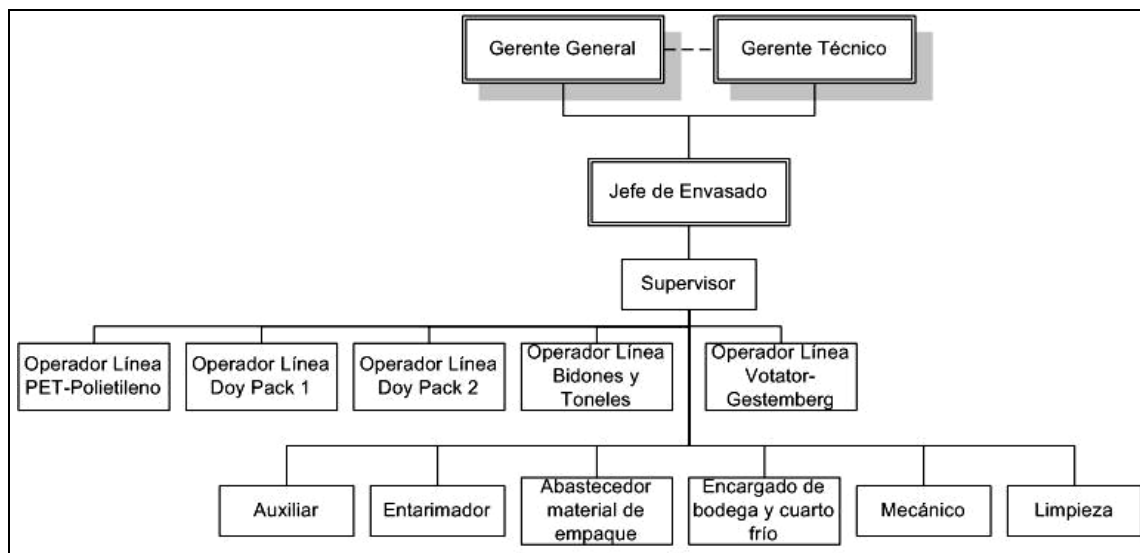 Gerente General
Gerente Técnico
Jefe de Envasado
Supervisor
Operador Línea
PET-Polietileno
Operador Línea
Doy Pack 1
Operador Línea
Doy Pack 2
Operador Línea
Bidones y
Toneles
Operador Línea
Votator-
Gestemberg
Auxiliar
Entarimador
Abastecedor
material de
empaque
Encargado de
bodega y cuarto
frío
Mecánico
Limpieza